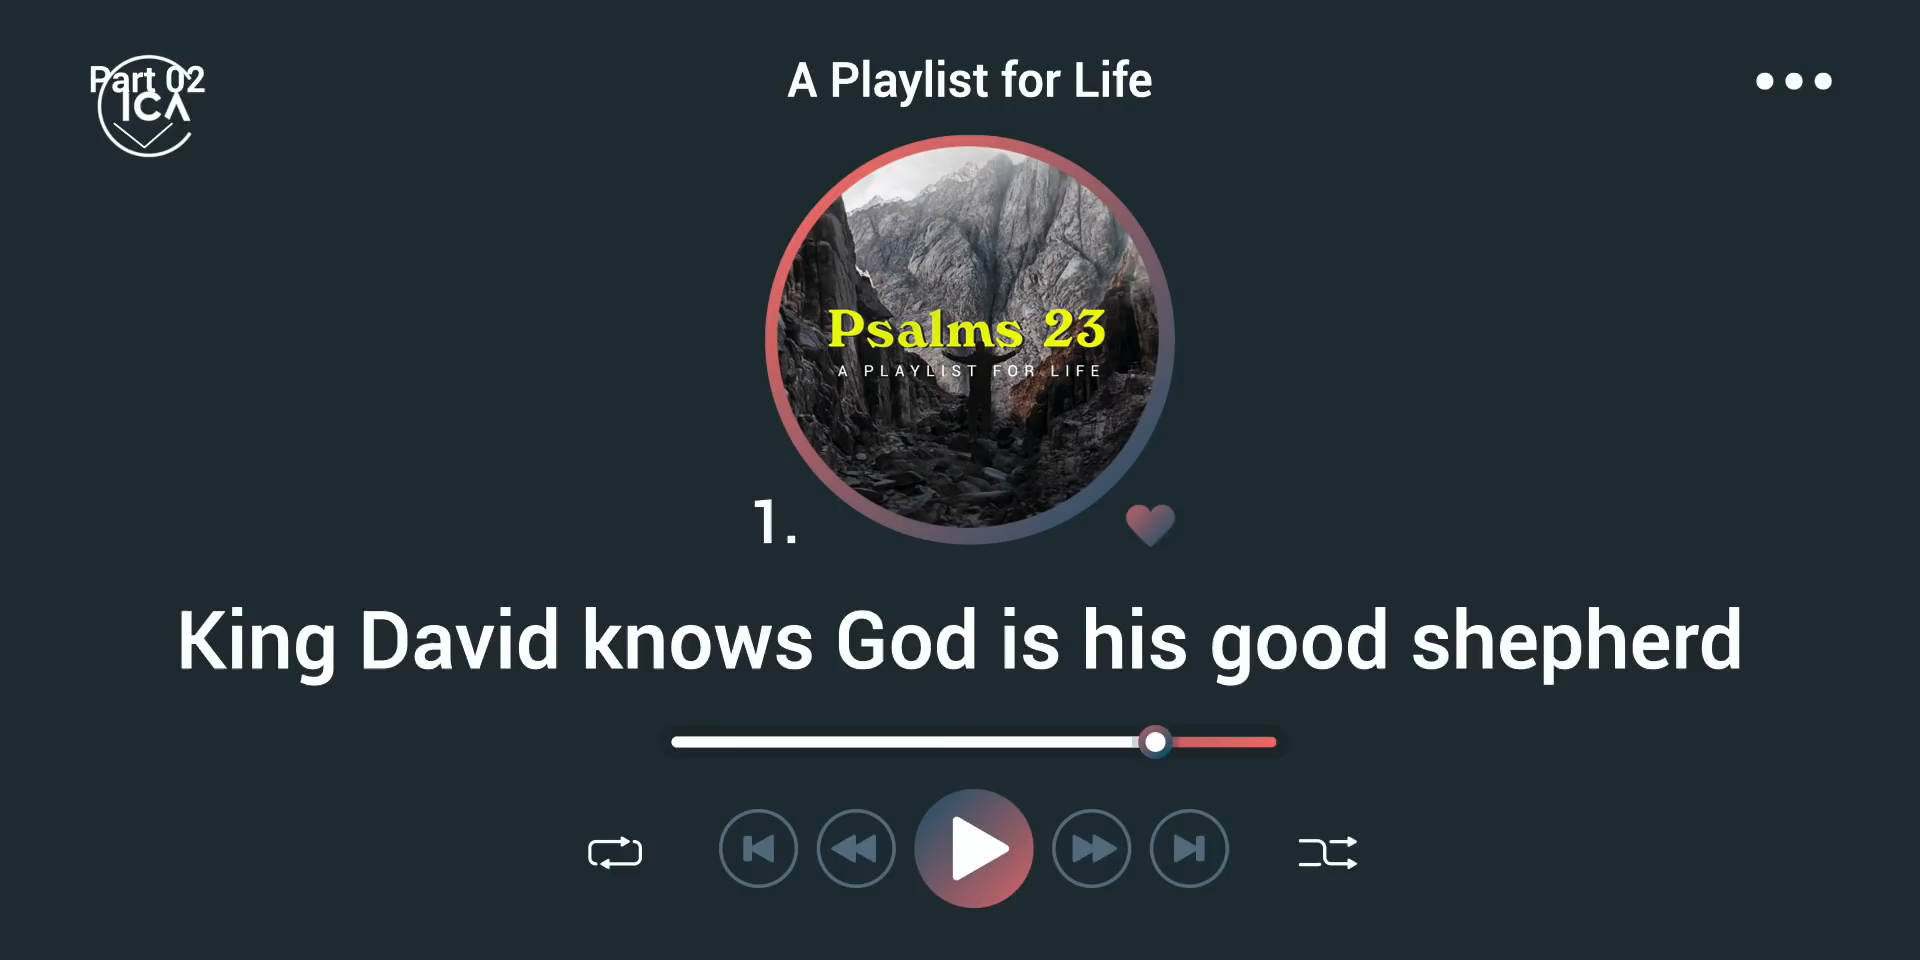 Part 02
ICA
A Playlist for Life
Psalms 23
A PLAYLIST FOR LIFE
1.
King David knows God is his good shepherd